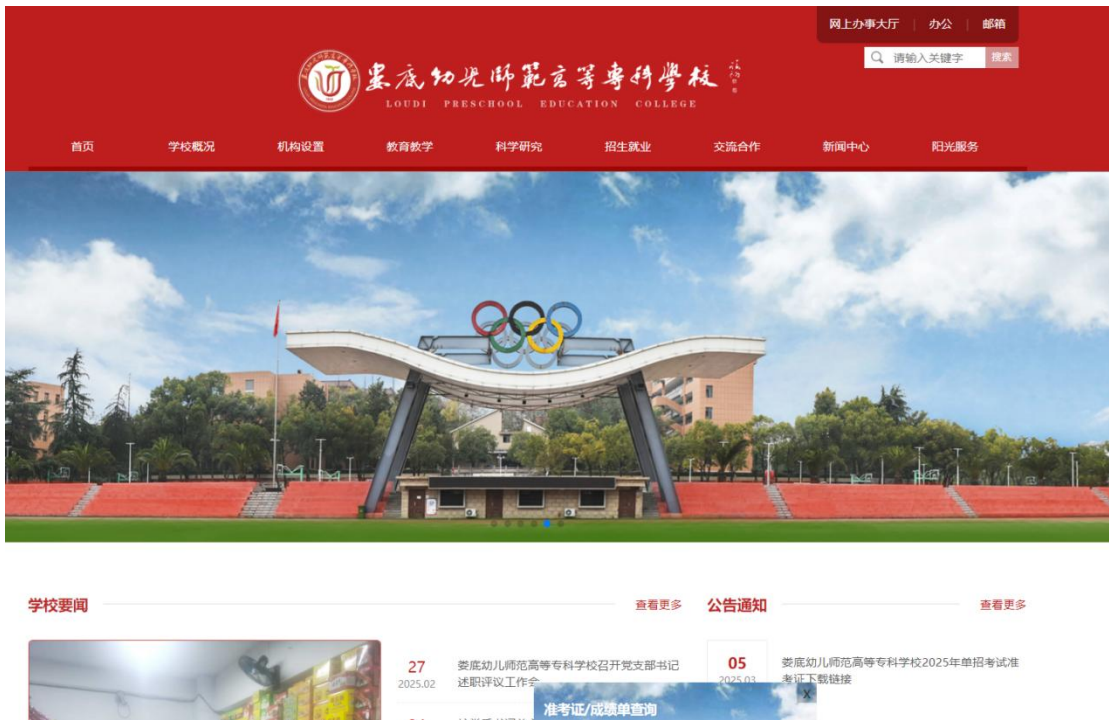 网上办事大厅 | 办公 | 邮箱
请输入关键字 搜索
娄底幼儿师範高等專科學校
LOUDI PRESCHOOL EDUCATION COLLEGE
首页 学校概况 机构设置 教育教学 科学研究 招生就业 交流合作 新闻中心 阳光服务
学校要闻 查看更多
27
2025.02
娄底幼儿师范高等专科学校召开党支部书记
述职评议工作会
公告通知 查看更多
05
2025.03
娄底幼儿师范高等专科学校2025年单招考试准
考证下载链接
准考证/成绩单查询
X